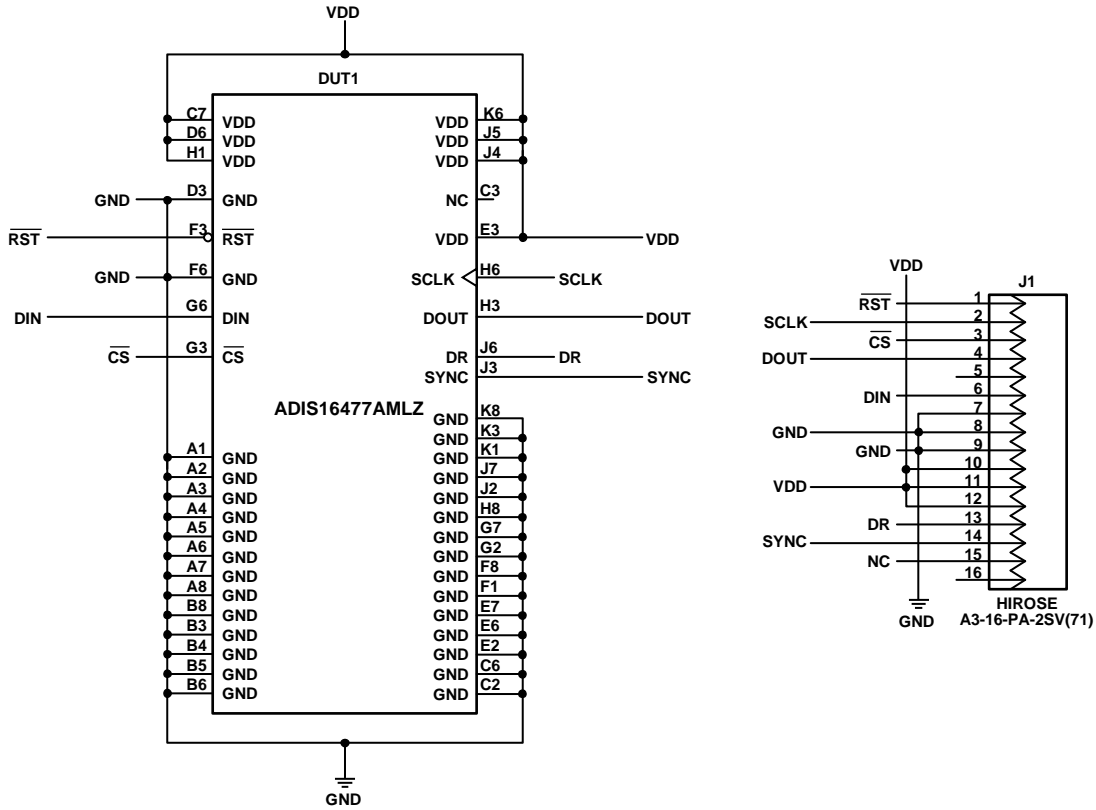 VDD
DUT1
C7 VDD VDD K6
D6 VDD VDD J5
H1 VDD VDD J4
GND D3 GND NC C3
RST F3 RST VDD E3 VDD
GND F6 GND SCLK H6 SCLK
DIN G6 DIN DOUT H3 DOUT
CS G3 CS DR J6 DR
SYNC J3 SYNC
ADIS16477AMLZ
GND K8
GND K3
A1 GND GND K1
A2 GND GND J7
A3 GND GND J2
A4 GND GND H8
A5 GND GND G7
A6 GND GND G2
A7 GND GND F8
A8 GND GND F1
B8 GND GND E7
B3 GND GND E6
B4 GND GND E2
B5 GND GND C6
B6 GND GND C2
GND
VDD
J1
RST 1
SCLK 2
CS 3
DOUT 4
5
DIN 6
7
GND 8
GND 9
10
VDD 11
12
DR 13
SYNC 14
NC 15
16
GND
HIROSE
A3-16-PA-2SV(71)